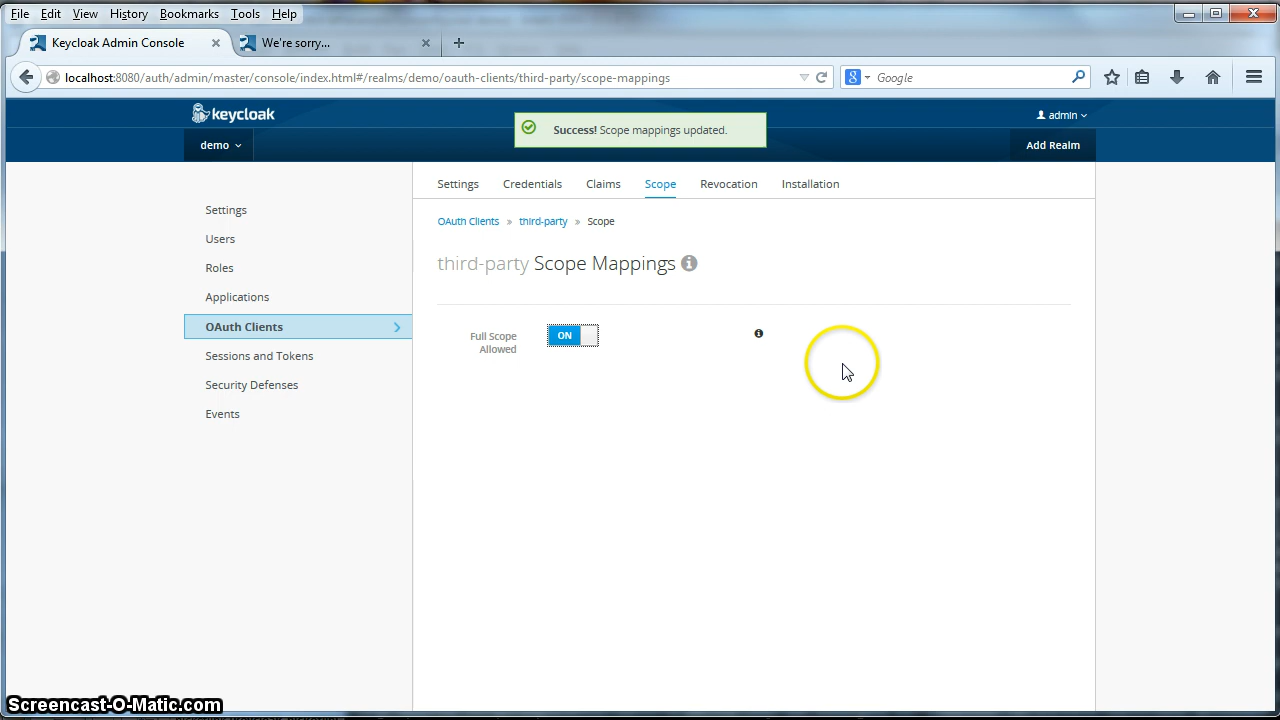 File Edit View History Bookmarks Tools Help
Keycloak Admin Console
We're sorry...
localhost:8080/auth/admin/master/console/index.html#/realms/demo/oauth-clients/third-party/scope-mappings
Google
keycloak
Success! Scope mappings updated.
admin
demo
Add Realm
Settings Credentials Claims Scope Revocation Installation
Settings
Users
Roles
Applications
OAuth Clients
Sessions and Tokens
Security Defenses
Events
OAuth Clients » third-party » Scope
third-party Scope Mappings
Full Scope
Allowed
ON
Screencast-O-Matic.com